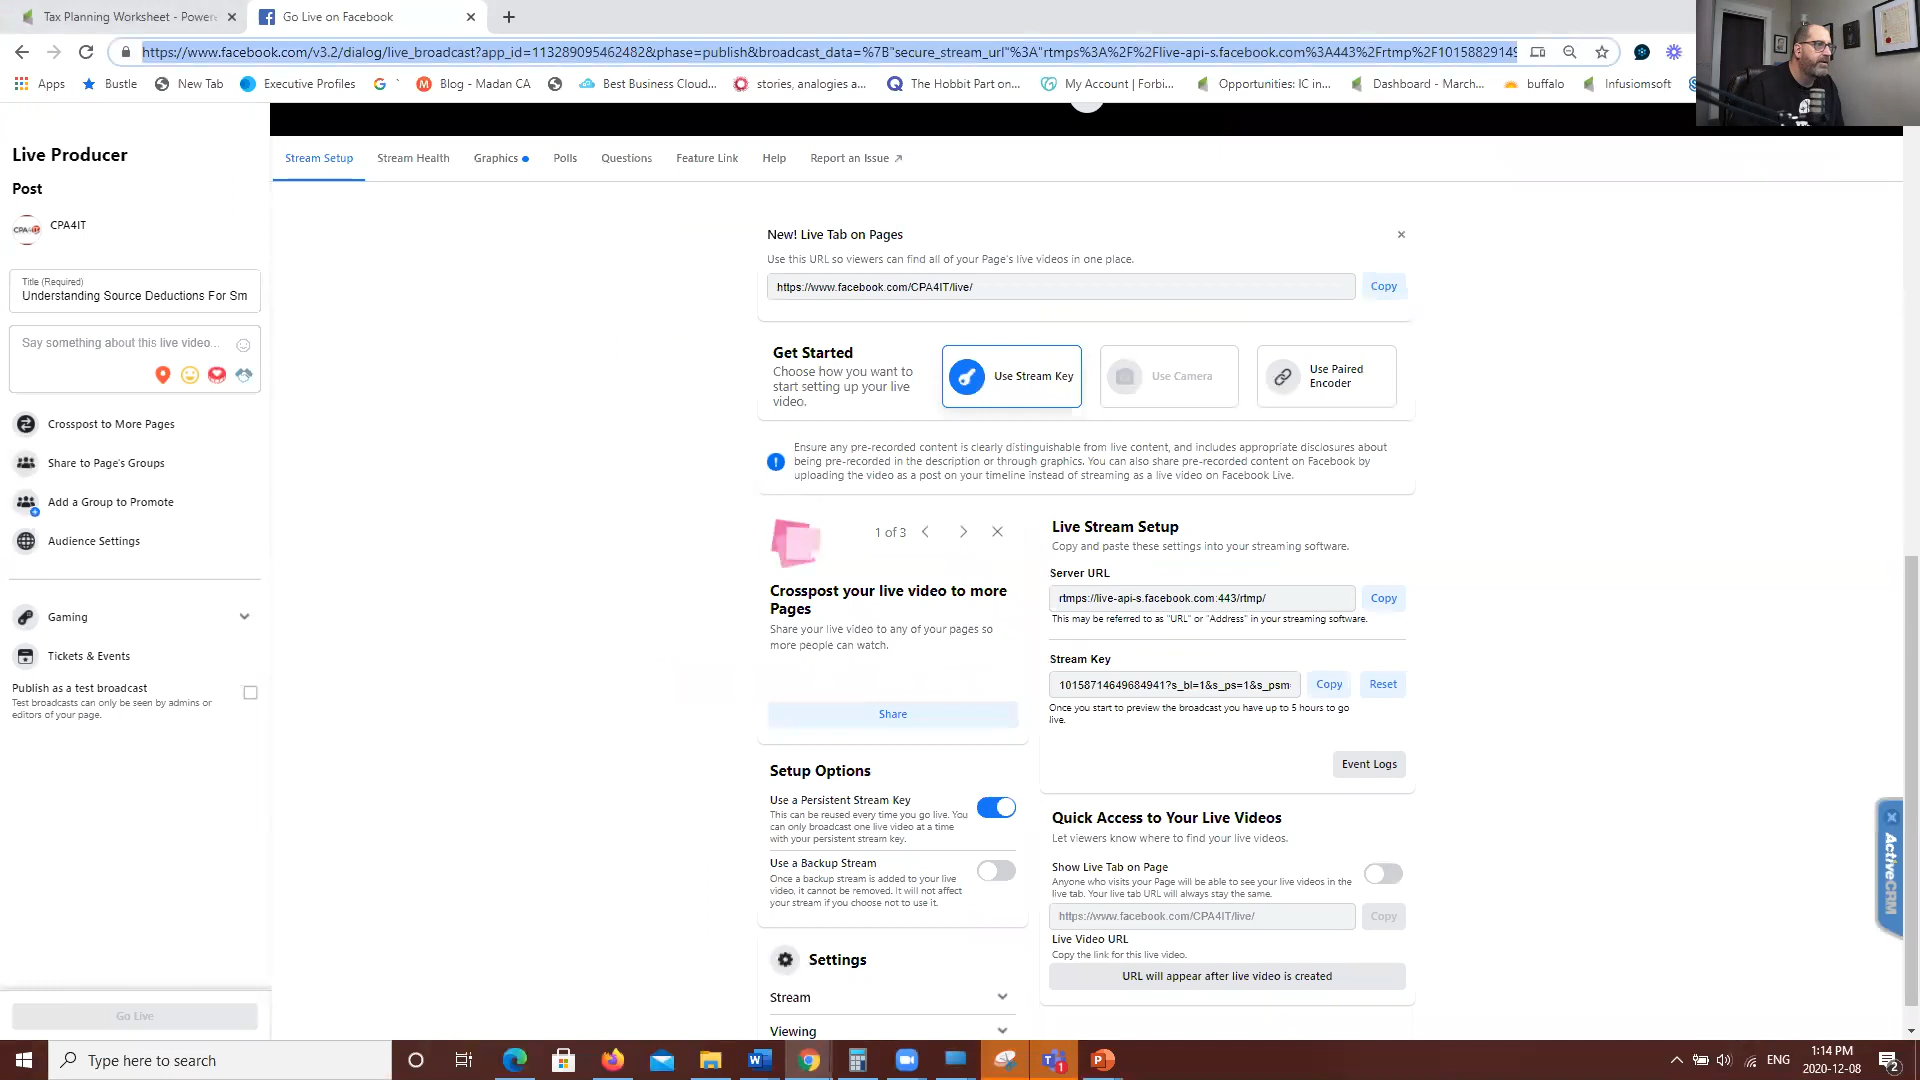 Tax Planning Worksheet - Powe
Go Live on Facebook
https://www.facebook.com/v3.2/dialog/live_broadcast?app_id=113289095462482&phase=publish&broadcast_data=%7B"secure_stream_url"%3A"rtmps%3A%2F%2Flive-api-s.facebook.com%3A443%2Frtmp%2F1015882914
Apps
Bustle
New Tab
Executive Profiles
Blog - Madan CA
Best Business Cloud...
stories, analogies a...
The Hobbit Part on...
My Account | Forbi...
Opportunities: IC in...
Dashboard - March...
buffalo
Infusiomsoft
Live Producer
Post
CPA4IT
CPA4IT
Title (Required)
Understanding Source Deductions For Sm
Say something about this live video...
Crosspost to More Pages
Share to Page's Groups
Add a Group to Promote
Audience Settings
Gaming
Tickets & Events
Publish as a test broadcast
Test broadcasts can only be seen by admins or
editors of your page.
Go Live
Stream Setup
Stream Health
Graphics
Polls
Questions
Feature Link
Help
Report an Issue
New! Live Tab on Pages
Use this URL so viewers can find all of your Page's live videos in one place.
https://www.facebook.com/CPA4IT/live/
Copy
Get Started
Choose how you want to
start setting up your live
video.
Use Stream Key
Use Camera
Use Paired
Encoder
Ensure any pre-recorded content is clearly distinguishable from live content, and includes appropriate disclosures about
being pre-recorded in the description or through graphics. You can also share pre-recorded content on Facebook by
uploading the video as a post on your timeline instead of streaming as a live video on Facebook Live.
1 of 3
Crosspost your live video to more
Pages
Share your live video to any of your pages so
more people can watch.
Share
Setup Options
Use a Persistent Stream Key
This can be reused every time you go live. You
can only broadcast one live video at a time
with your persistent stream key.
Use a Backup Stream
Once a backup stream is added to your live
video, it cannot be removed. It will not affect
your stream if you choose not to use it.
Settings
Stream
Viewing
Live Stream Setup
Copy and paste these settings into your streaming software.
Server URL
rtmps://live-api-s.facebook.com:443/rtmp/
Copy
This may be referred to as "URL" or "Address" in your streaming software.
Stream Key
10158714649684941?s_bl=1&s_ps=1&s_psm
Copy
Reset
Once you start to preview the broadcast you have up to 5 hours to go
live.
Event Logs
Quick Access to Your Live Videos
Let viewers know where to find your live videos.
Show Live Tab on Page
Anyone who visits your Page will be able to see your live videos in the
live tab. Your live tab URL will always stay the same.
https://www.facebook.com/CPA4IT/live/
Copy
Live Video URL
Copy the link for this live video.
URL will appear after live video is created
ActiveCRM
Type here to search
ENG
1:14 PM
2020-12-08